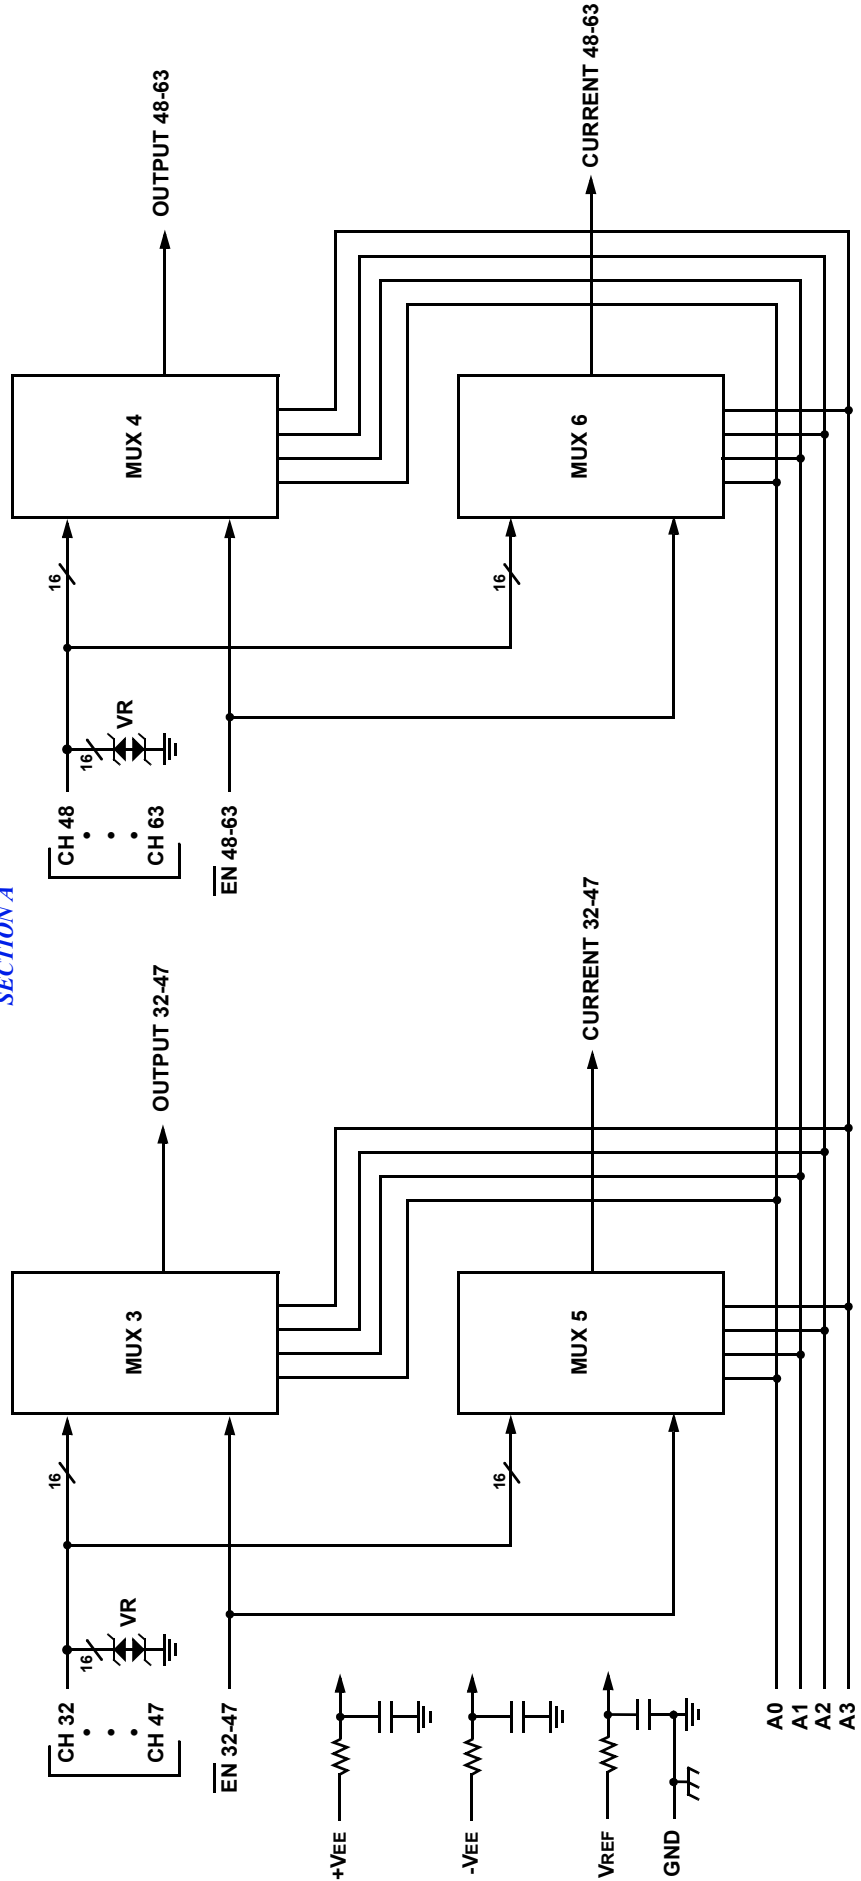 SECTION A
CH 32
CH 47
EN 32-47
16
VR
16
16
MUX 3
OUTPUT 32-47
MUX 5
CURRENT 32-47
CH 48
CH 63
EN 48-63
16
VR
16
16
MUX 4
OUTPUT 48-63
MUX 6
CURRENT 48-63
+VEE
-VEE
VREF
GND
A0
A1
A2
A3